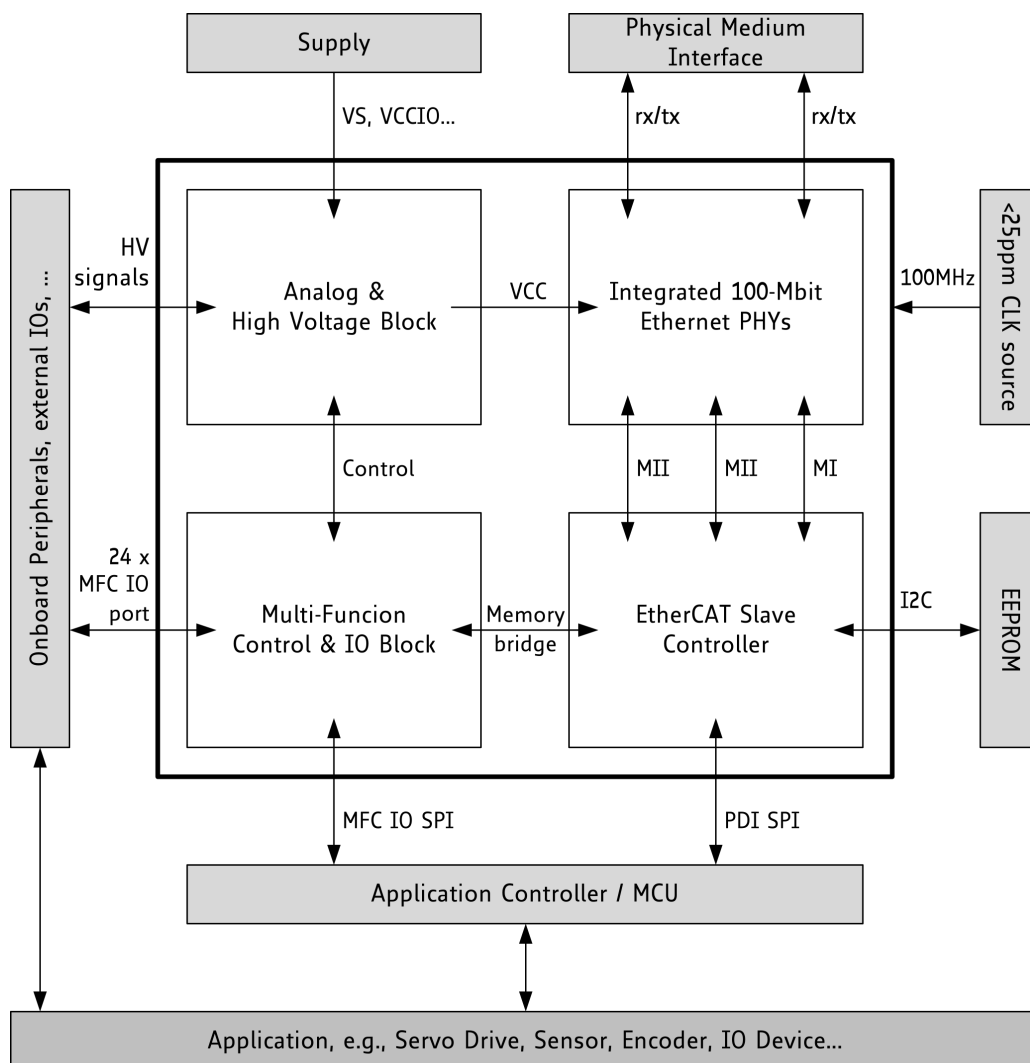 Supply
Physical Medium
Interface
VS, VCCIO...
rx/tx
rx/tx
Onboard Peripherals, external IOs, ...
HV
signals
Analog &
High Voltage Block
VCC
Integrated 100-Mbit
Ethernet PHYs
100MHz
<25ppm CLK source
Control
MII
MII
MI
24 x
MFC IO
port
Multi-Funcion
Control & IO Block
Memory
bridge
EtherCAT Slave
Controller
I2C
EEPROM
MFC IO SPI
PDI SPI
Application Controller / MCU
Application, e.g., Servo Drive, Sensor, Encoder, IO Device...